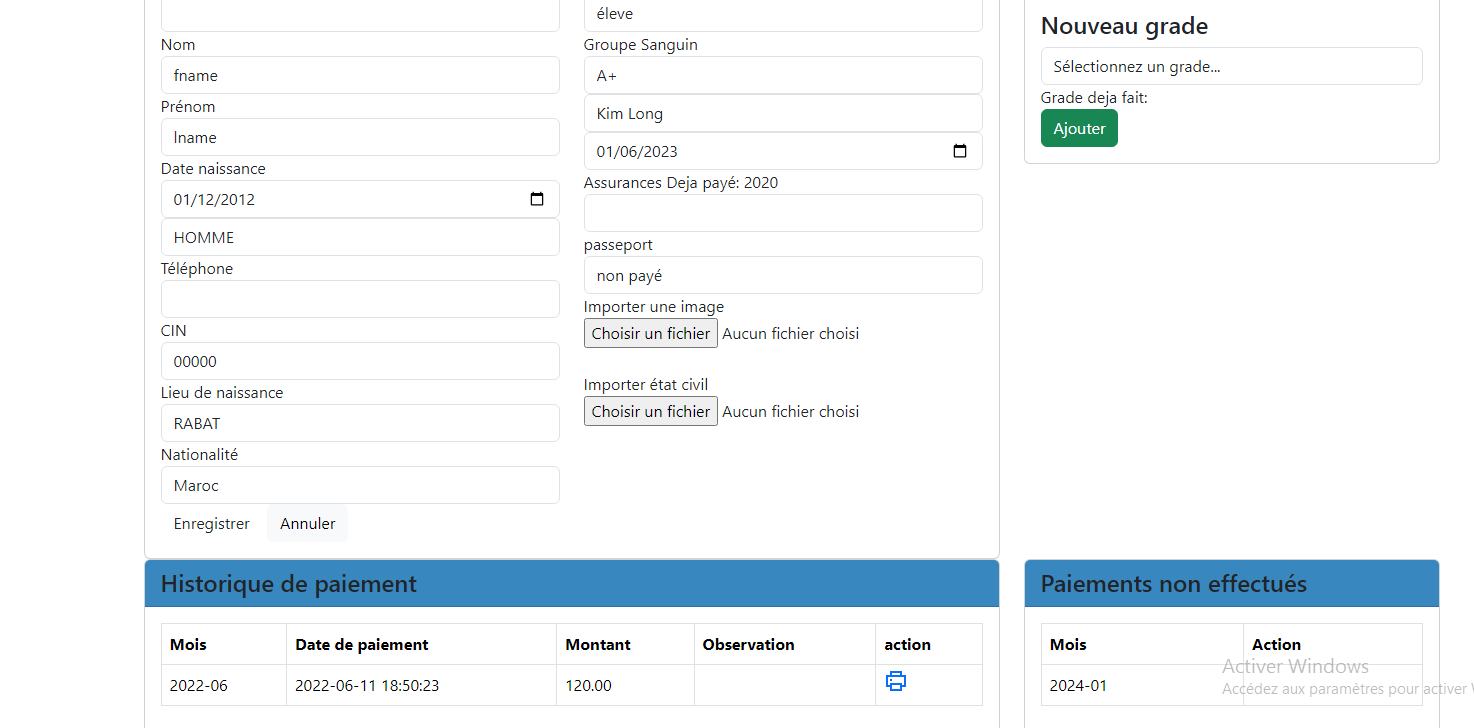 Nom
fname
Prénom
lname
Date naissance
01/12/2012
HOMME
Téléphone
CIN
00000
Lieu de naissance
RABAT
Nationalité
Maroc
Enregistrer Annuler
éleve
Groupe Sanguin
A+
Kim Long
01/06/2023
Assurances Deja payé: 2020
passeport
non payé
Importer une image
Choisir un fichier Aucun fichier choisi
Importer état civil
Choisir un fichier Aucun fichier choisi
Nouveau grade
Sélectionnez un grade...
Grade deja fait:
Ajouter
Historique de paiement
Mois Date de paiement Montant Observation action
2022-06 2022-06-11 18:50:23 120.00
Paiements non effectués
Mois Action
2024-01
Activer Windows
Accédez aux paramètres pour activer W